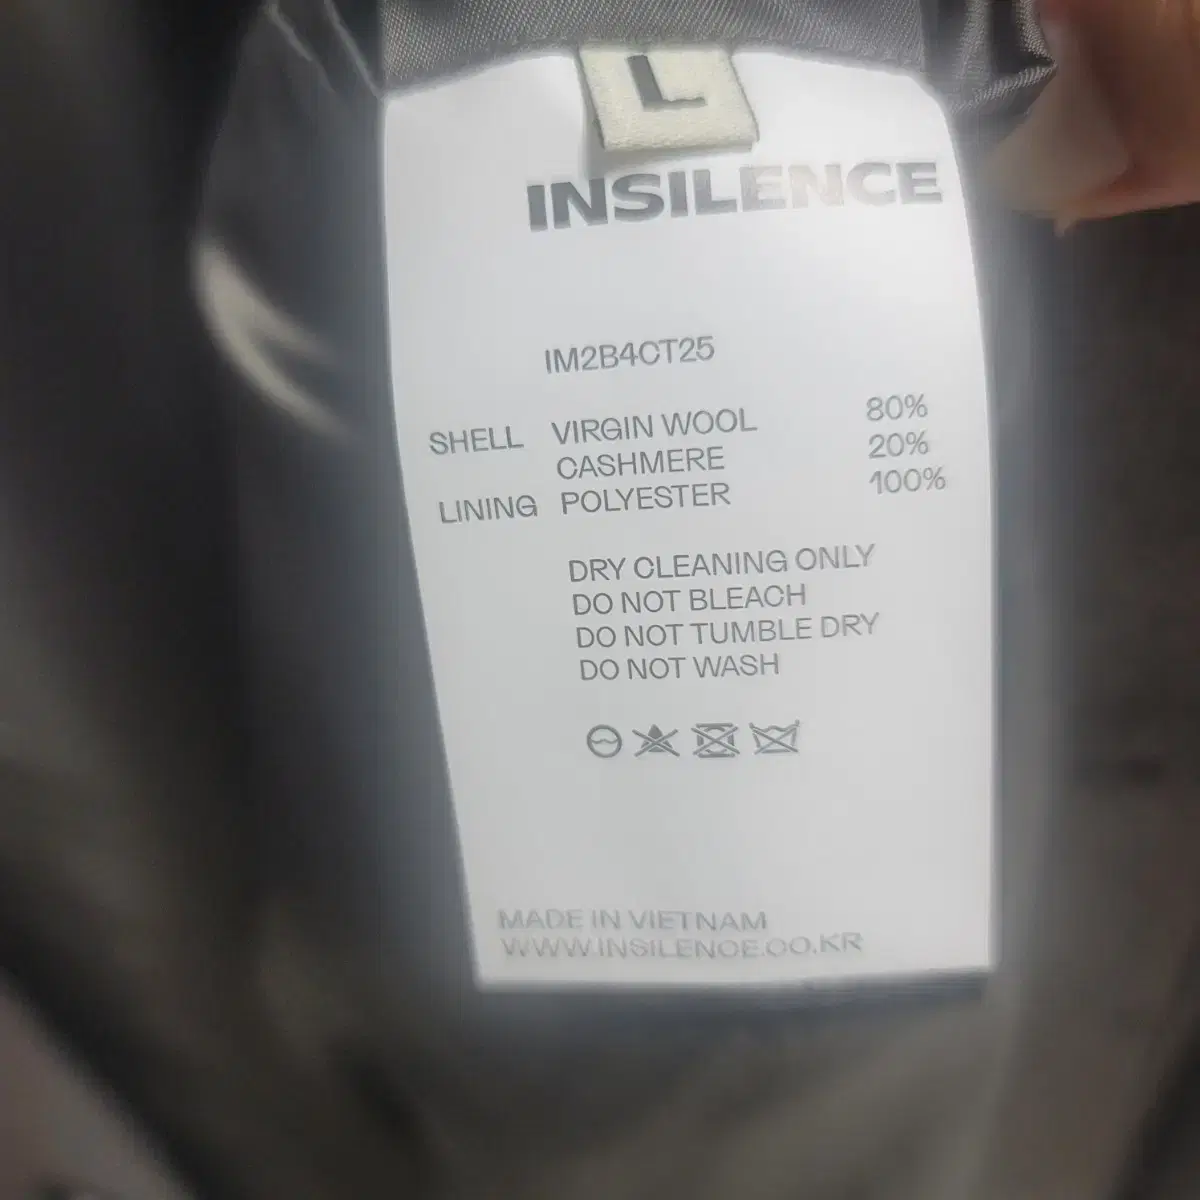 L
INSILENCE
IM2B4CT25
SHELL VIRGIN WOOL 80%
CASHMERE 20%
LINING POLYESTER 100%
DRY CLEANING ONLY
DO NOT BLEACH
DO NOT TUMBLE DRY
DO NOT WASH
MADE IN VIETNAM
WWW.INSILENCE.CO.KR